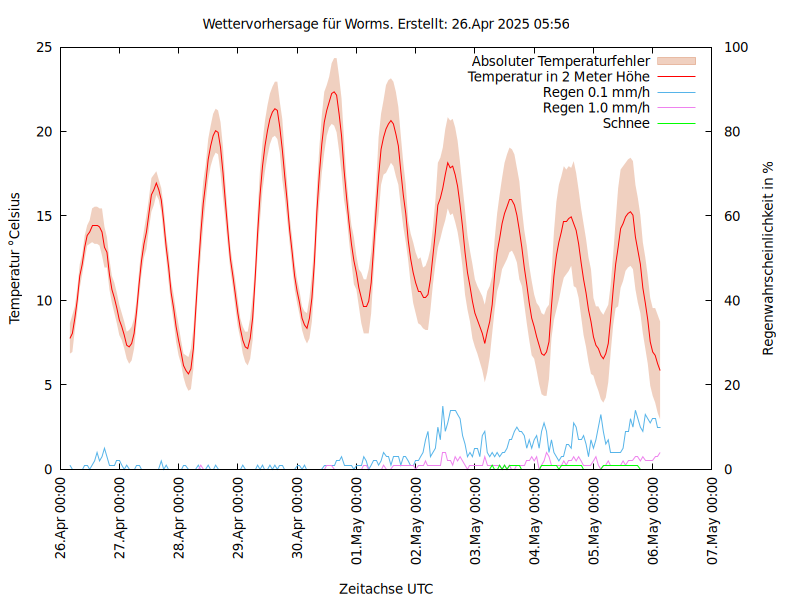 Wettervorhersage für Worms. Erstellt: 26.Apr 2025 05:56
Absoluter Temperaturfehler
Temperatur in 2 Meter Höhe
Regen 0.1 mm/h
Regen 1.0 mm/h
Schnee
Temperatur °Celsius
25
20
15
10
5
0
Regenwahrscheinlichkeit in %
100
80
60
40
20
0
26.Apr 00:00
27.Apr 00:00
28.Apr 00:00
29.Apr 00:00
30.Apr 00:00
01.May 00:00
02.May 00:00
03.May 00:00
04.May 00:00
05.May 00:00
06.May 00:00
07.May 00:00
Zeitachse UTC